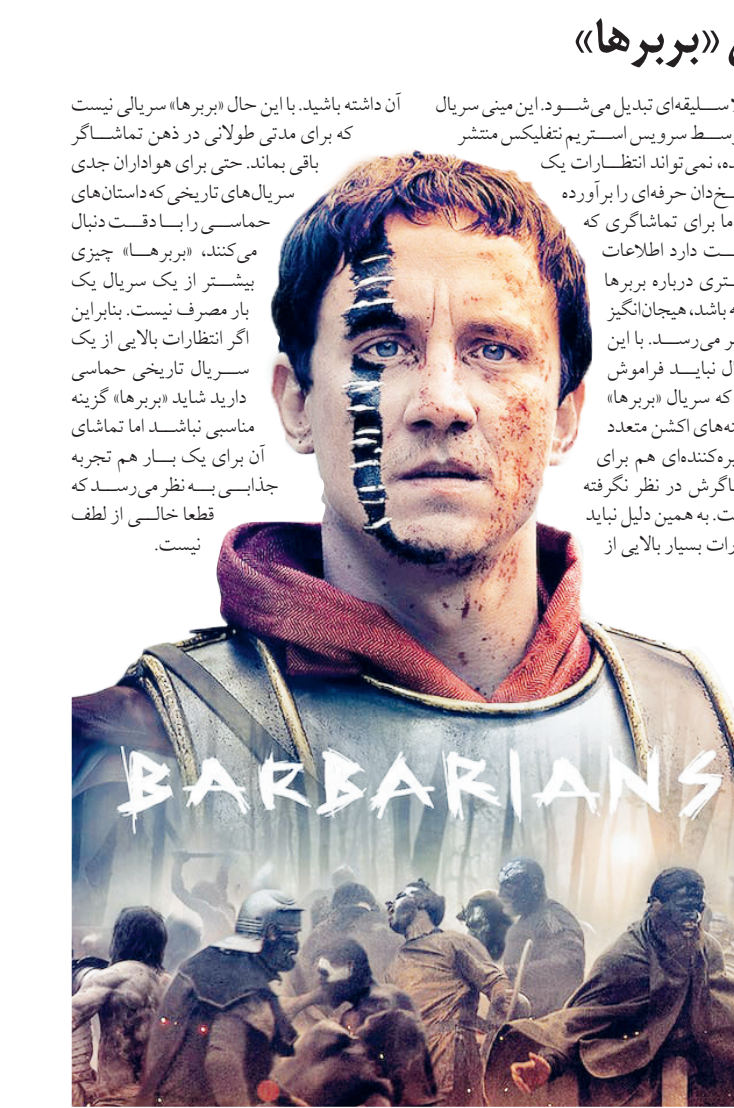 «بربرها»
سلیقه‌ای تبدیل می‌شود. این مینی سریال
سرویس استریم نتفلیکس منتشر
نمی‌تواند انتظارات یک
حرفه‌ای را برآورده
برای تماشاگری که
دارد اطلاعات
درباره بربرها
باشد، هیجان‌انگیز
می‌رسد. با این
نباید فراموش
که سریال «بربرها»
اکشن متعدد
هم برای
در نظر نگرفته
به همین دلیل نباید
بسیار بالایی از
آن داشته باشید. با این حال «بربرها» سریالی نیست
که برای مدتی طولانی در ذهن تماشاگر
باقی بماند. حتی برای هواداران جدی
سریال‌های تاریخی که داستان‌های
حماسی را با دقت دنبال
می‌کنند، «بربرها» چیزی
بیشتر از یک سریال یک
بار مصرف نیست. بنابراین
اگر انتظارات بالایی از یک
سریال تاریخی حماسی
دارید شاید «بربرها» گزینه
مناسبی نباشد اما تماشای
آن برای یک بار هم تجربه
جذابی به نظر می‌رسد که
قطعا خالی از لطف
نیست.
BARBARIANS